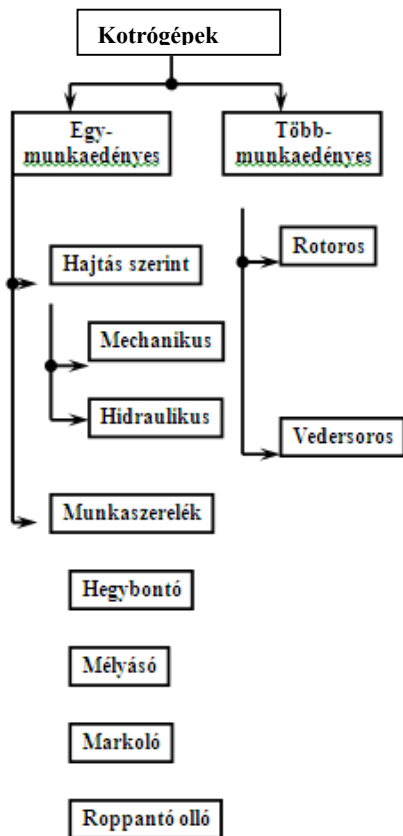 Kotrógépek
Egy-
munkaedényes
Több-
munkaedényes
Hajtás szerint
Rotoros
Mechanikus
Hidraulikus
Vedersoros
Munkaszerelék
Hegybontó
Mélyásó
Markoló
Roppantó olló